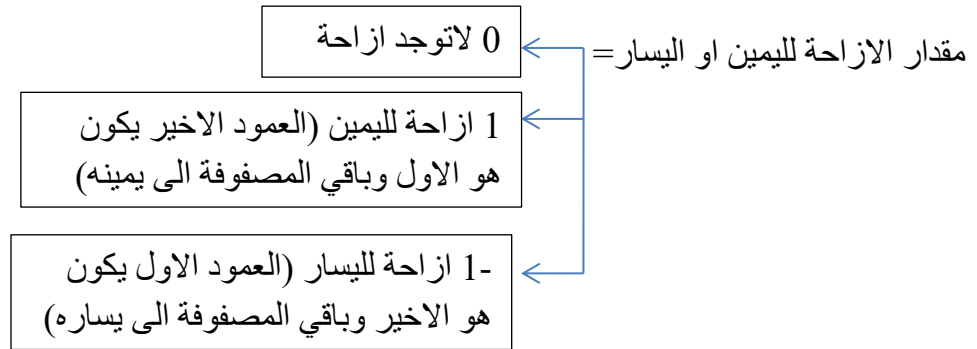 مقدار الازاحة لليمين او اليسار=
0 لاتوجد ازاحة
1 ازاحة لليمين (العمود الاخير يكون
هو الاول وباقي المصفوفة الى يمينه)
-1 ازاحة لليسار (العمود الاول يكون
هو الاخير وباقي المصفوفة الى يساره)